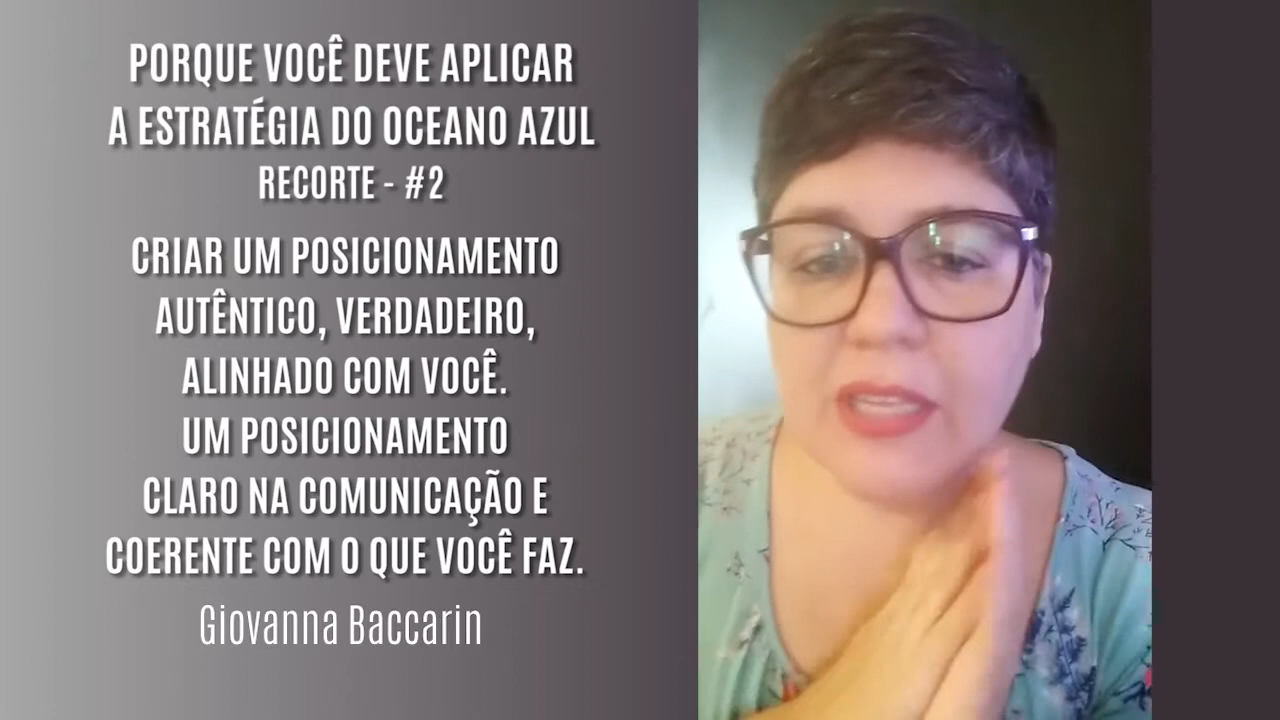 PORQUE VOCÊ DEVE APLICAR
A ESTRATÉGIA DO OCEANO AZUL
RECORTE - #2
CRIAR UM POSICIONAMENTO
AUTÊNTICO, VERDADEIRO,
ALINHADO COM VOCÊ.
UM POSICIONAMENTO
CLARO NA COMUNICAÇÃO E
COERENTE COM O QUE VOCÊ FAZ.
Giovanna Baccarin